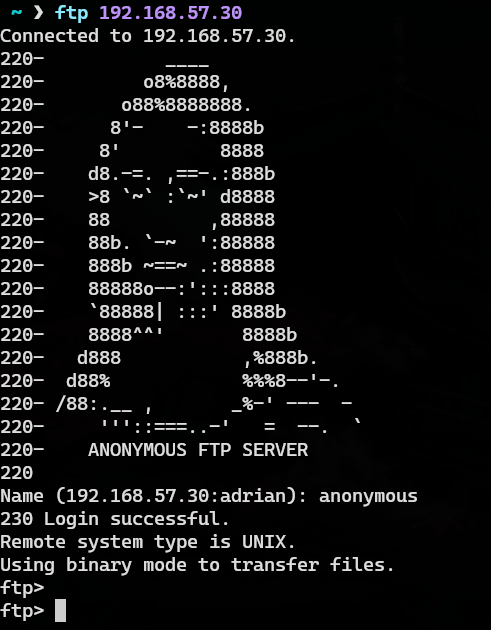 ~ ❯ ftp 192.168.57.30
Connected to 192.168.57.30.
220-           ____
220-         o8%8888,
220-       o88%8888888.
220-      8'-    -:8888b
220-     8'         8888
220-    d8.-=. ,==-.:888b
220-    >8 `~` :`~' d8888
220-    88         ,88888
220-    88b. `-~  ':88888
220-    888b ~==~ .:88888
220-    88888o--:':::8888
220-    `88888| :::' 8888b
220-    8888^^'       8888b
220-   d888           ,%888b.
220-  d88%            %%%8--'-.
220- /88:.__ ,       _%-' ---  -
220-     '''::===..-'   =  --.  `
220-    ANONYMOUS FTP SERVER
220
Name (192.168.57.30:adrian): anonymous
230 Login successful.
Remote system type is UNIX.
Using binary mode to transfer files.
ftp>
ftp>